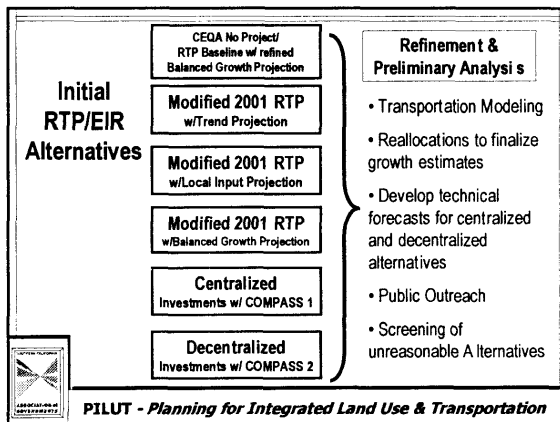 Initial
RTP/EIR
Alternatives
CEQA No Project/
RTP Baseline w/ refined
Balanced Growth Projection
Modified 2001 RTP
w/Trend Projection
Modified 2001 RTP
w/Local Input Projection
Modified 2001 RTP
w/Balanced Growth Projection
Centralized
Investments w/ COMPASS 1
Decentralized
Investments w/ COMPASS 2
Refinement &
Preliminary Analysis
• Transportation Modeling
• Reallocations to finalize
growth estimates
• Develop technical
forecasts for centralized
and decentralized
alternatives
• Public Outreach
• Screening of
unreasonable Alternatives
ASSOCIATION of
GOVERNMENTS
PILUT - Planning for Integrated Land Use & Transportation